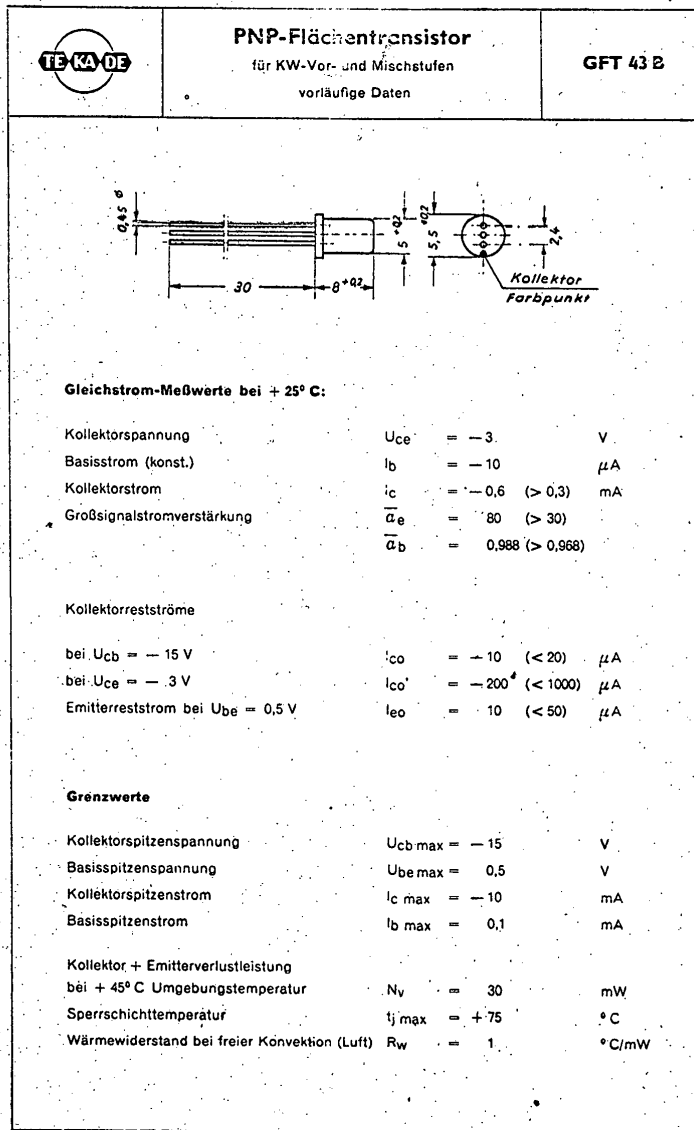 TE KA DE
PNP-Flächentransistor
für KW-Vor- und Mischstufen
vorläufige Daten
GFT 43 B
0,45 ø
30
8+0,2
5+0,2
5,5+0,2
2,4
Kollektor
Farbpunkt
Gleichstrom-Meßwerte bei + 25° C:
Kollektorspannung Uce = — 3 V
Basisstrom (konst.) Ib = — 10 µA
Kollektorstrom Ic = — 0,6 (> 0,3) mA
Großsignalstromverstärkung ae = 80 (> 30)
ab = 0,988 (> 0,968)
Kollektorrestströme
bei Ucb = — 15 V Ico = — 10 (< 20) µA
bei Uce = — 3 V Ico' = — 200 (< 1000) µA
Emitterreststrom bei Ube = 0,5 V Ieo = 10 (< 50) µA
Grenzwerte
Kollektorspitzenspannung Ucb max = — 15 V
Basisspitzenspannung Ube max = 0,5 V
Kollektorspitzenstrom Ic max = — 10 mA
Basisspitzenstrom Ib max = 0,1 mA
Kollektor + Emitterverlustleistung
bei + 45° C Umgebungstemperatur Nv = 30 mW
Sperrschichttemperatur tj max = + 75 °C
Wärmewiderstand bei freier Konvektion (Luft) Rw = 1 °C/mW